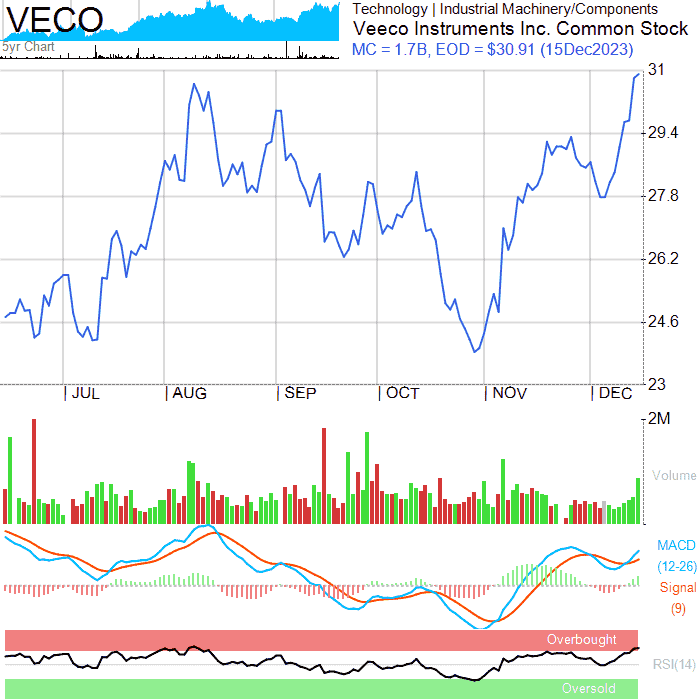 VECO
5yr Chart
Technology | Industrial Machinery/Components
Veeco Instruments Inc. Common Stock
MC = 1.7B, EOD = $30.91 (15Dec2023)
31
29.4
27.8
26.2
24.6
23
JUL AUG SEP OCT NOV DEC
2M
Volume
MACD
(12-26)
Signal
(9)
Overbought
RSI(14)
Oversold